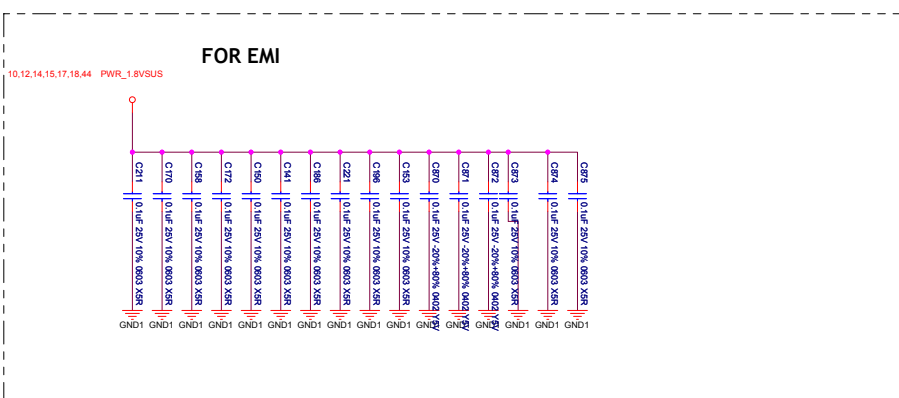 FOR EMI
10,12,14,15,17,18,44 PWR_1.8VSUS
C211 0.1uF 25V 10% 0603 X5R
C170 0.1uF 25V 10% 0603 X5R
C158 0.1uF 25V 10% 0603 X5R
C172 0.1uF 25V 10% 0603 X5R
C150 0.1uF 25V 10% 0603 X5R
C141 0.1uF 25V 10% 0603 X5R
C186 0.1uF 25V 10% 0603 X5R
C221 0.1uF 25V 10% 0603 X5R
C196 0.1uF 25V 10% 0603 X5R
C153 0.1uF 25V 10% 0603 X5R
C870 0.1uF 25V -20%+80% 0402 Y5V
C871 0.1uF 25V -20%+80% 0402 Y5V
C872 0.1uF 25V -20%+80% 0402 Y5V
C873 0.1uF 25V 10% 0603 X5R
C874 0.1uF 25V 10% 0603 X5R
C875 0.1uF 25V 10% 0603 X5R
GND1 GND1 GND1 GND1 GND1 GND1 GND1 GND1 GND1 GND1 GND1 GND1 GND1 GND1 GND1 GND1